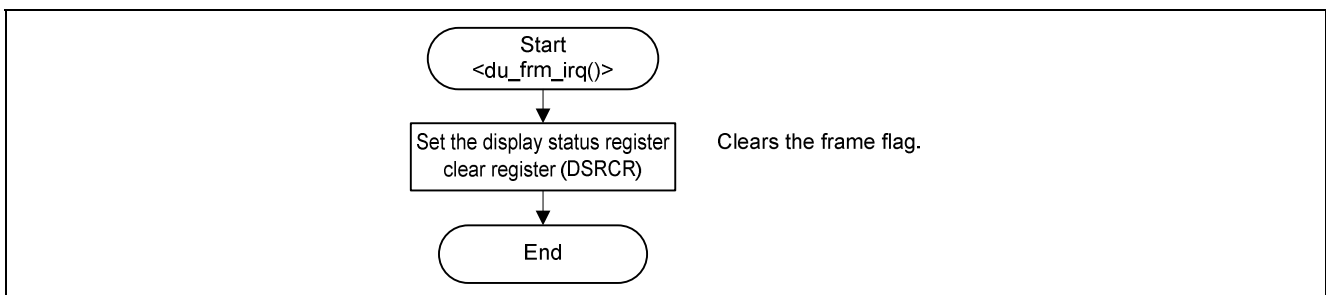 Start
<du_frm_irq()>
Set the display status register
clear register (DSRCR)
Clears the frame flag.
End